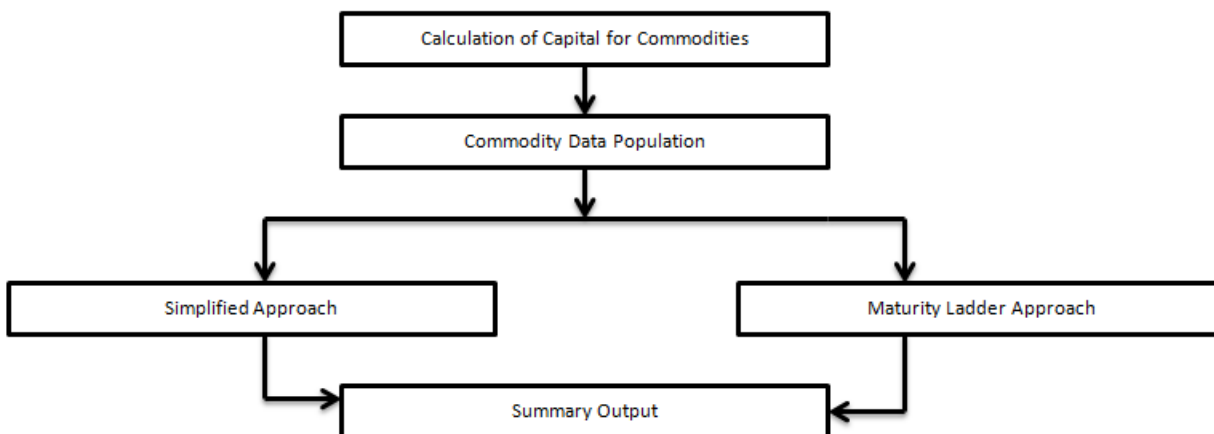 Calculation of Capital for Commodities
Commodity Data Population
Simplified Approach
Maturity Ladder Approach
Summary Output